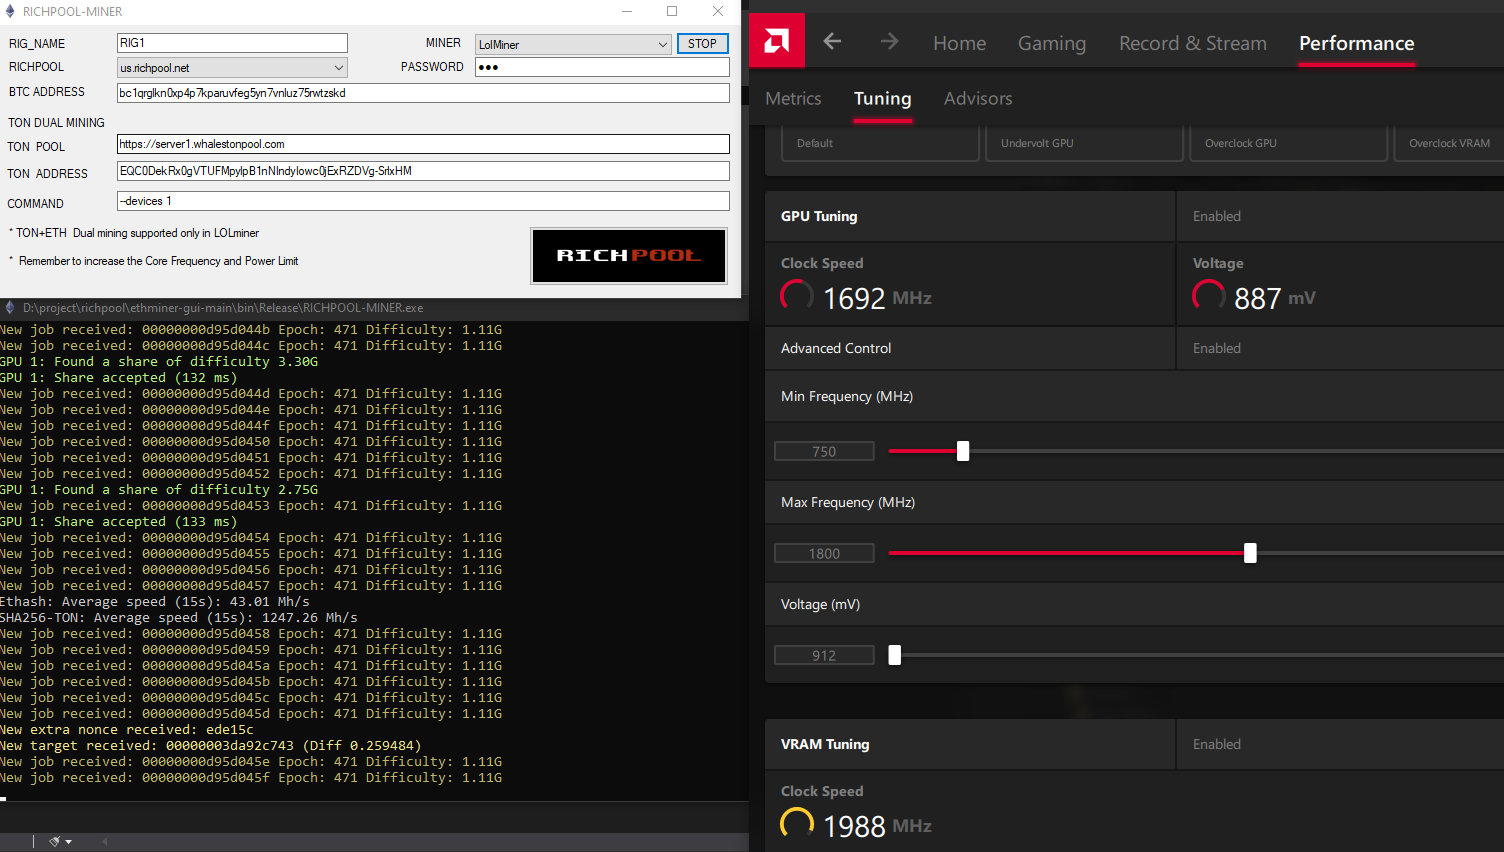 RICHPOOL-MINER
RIG_NAME RIG1 MINER LolMiner STOP
RICHPOOL us.richpool.net PASSWORD ●●●
BTC ADDRESS bc1qrglkn0xp4p7kparuvfeg5yn7vnluz75rwtzskd
TON DUAL MINING
TON POOL https://server1.whalestonpool.com
TON ADDRESS EQC0DekRx0gVTUFMpylpB1nNlndylowc0jExRZDVg-SrlxHM
COMMAND --devices 1
* TON+ETH Dual mining supported only in LOLminer
* Remember to increase the Core Frequency and Power Limit
RICHPOOL
D:\project\richpool\ethminer-gui-main\bin\Release\RICHPOOL-MINER.exe
New job received: 00000000d95d044b Epoch: 471 Difficulty: 1.11G
New job received: 00000000d95d044c Epoch: 471 Difficulty: 1.11G
GPU 1: Found a share of difficulty 3.30G
GPU 1: Share accepted (132 ms)
New job received: 00000000d95d044d Epoch: 471 Difficulty: 1.11G
New job received: 00000000d95d044e Epoch: 471 Difficulty: 1.11G
New job received: 00000000d95d044f Epoch: 471 Difficulty: 1.11G
New job received: 00000000d95d0450 Epoch: 471 Difficulty: 1.11G
New job received: 00000000d95d0451 Epoch: 471 Difficulty: 1.11G
New job received: 00000000d95d0452 Epoch: 471 Difficulty: 1.11G
GPU 1: Found a share of difficulty 2.75G
New job received: 00000000d95d0453 Epoch: 471 Difficulty: 1.11G
GPU 1: Share accepted (133 ms)
New job received: 00000000d95d0454 Epoch: 471 Difficulty: 1.11G
New job received: 00000000d95d0455 Epoch: 471 Difficulty: 1.11G
New job received: 00000000d95d0456 Epoch: 471 Difficulty: 1.11G
New job received: 00000000d95d0457 Epoch: 471 Difficulty: 1.11G
Ethash: Average speed (15s): 43.01 Mh/s
SHA256-TON: Average speed (15s): 1247.26 Mh/s
New job received: 00000000d95d0458 Epoch: 471 Difficulty: 1.11G
New job received: 00000000d95d0459 Epoch: 471 Difficulty: 1.11G
New job received: 00000000d95d045a Epoch: 471 Difficulty: 1.11G
New job received: 00000000d95d045b Epoch: 471 Difficulty: 1.11G
New job received: 00000000d95d045c Epoch: 471 Difficulty: 1.11G
New job received: 00000000d95d045d Epoch: 471 Difficulty: 1.11G
New extra nonce received: ede15c
New target received: 00000003da92c743 (Diff 0.259484)
New job received: 00000000d95d045e Epoch: 471 Difficulty: 1.11G
New job received: 00000000d95d045f Epoch: 471 Difficulty: 1.11G
Home Gaming Record & Stream Performance
Metrics Tuning Advisors
Default Undervolt GPU Overclock GPU Overclock VRAM
GPU Tuning Enabled
Clock Speed Voltage
1692 MHz 887 mV
Advanced Control Enabled
Min Frequency (MHz)
750
Max Frequency (MHz)
1800
Voltage (mV)
912
VRAM Tuning Enabled
Clock Speed
1988 MHz